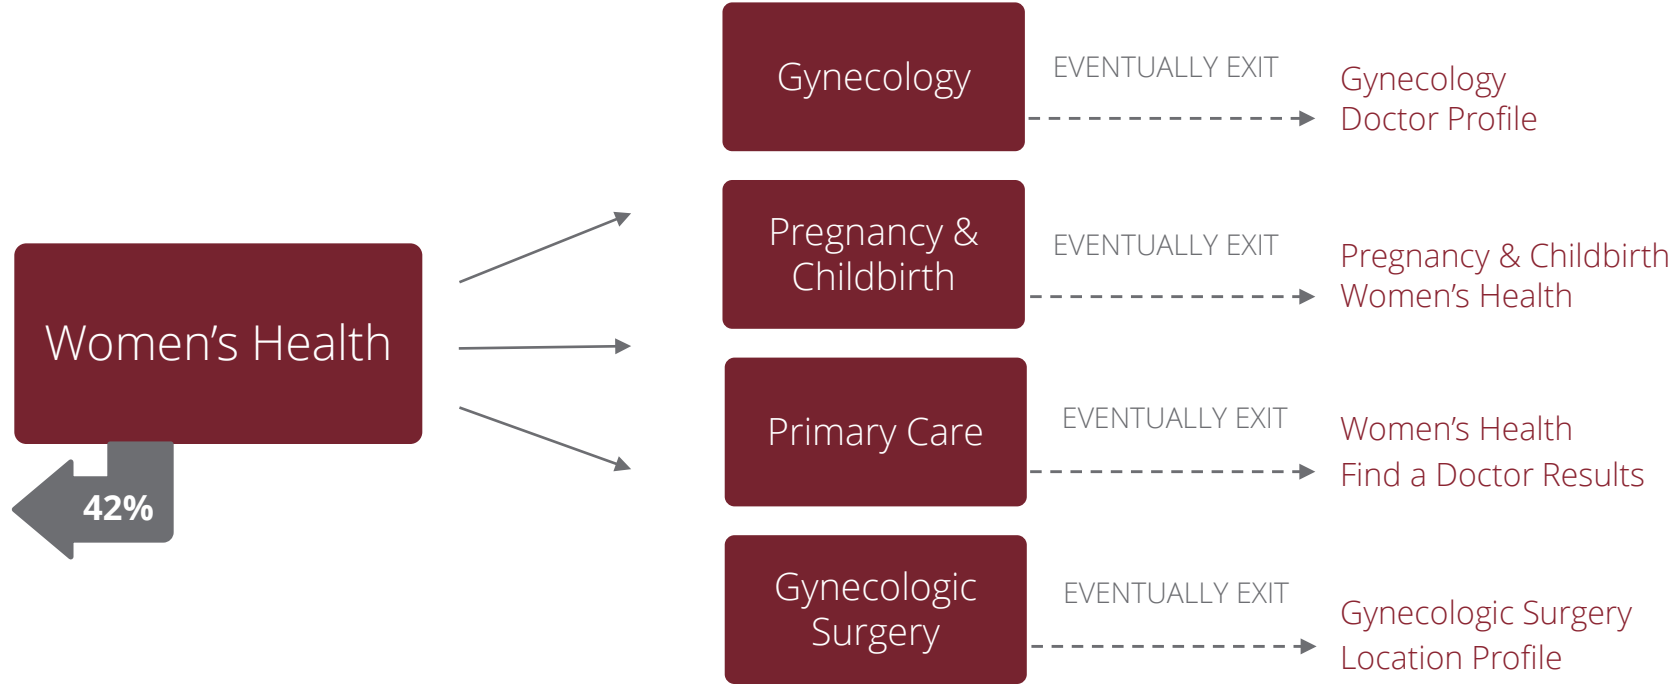 Women’s Health
42%
Gynecology
EVENTUALLY EXIT
Gynecology
Doctor Profile
Pregnancy &
Childbirth
EVENTUALLY EXIT
Pregnancy & Childbirth
Women’s Health
Primary Care
EVENTUALLY EXIT
Women’s Health
Find a Doctor Results
Gynecologic
Surgery
EVENTUALLY EXIT
Gynecologic Surgery
Location Profile